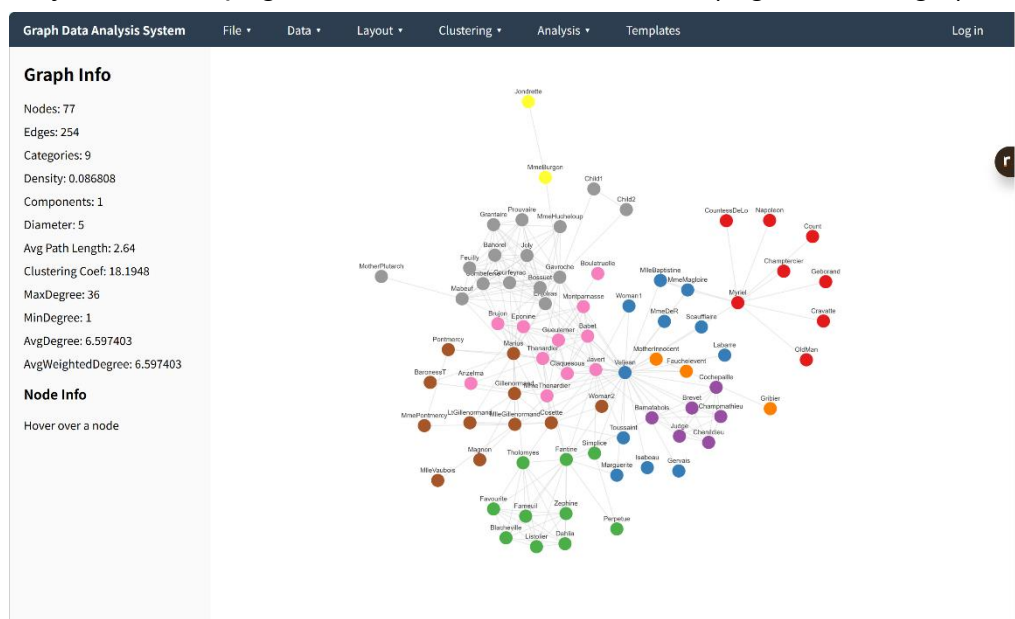 Graph Data Analysis System File ▾ Data ▾ Layout ▾ Clustering ▾ Analysis ▾ Templates Log in
Graph Info
Nodes: 77
Edges: 254
Categories: 9
Density: 0.086808
Components: 1
Diameter: 5
Avg Path Length: 2.64
Clustering Coef: 18.1948
MaxDegree: 36
MinDegree: 1
AvgDegree: 6.597403
AvgWeightedDegree: 6.597403
Node Info
Hover over a node
Jondrette
MmeBurgon
Child1
Child2
Grantaire
Prouvaire
MmeHucheloup
CountessDeLo
Napoleon
Count
Bahorel
Joly
Feuilly
Courfeyrac
Bossuet
Gavroche
Boulatruelle
MotherPlutarch
Mabeuf
Montparnasse
MlleBaptistine
MmeMagloire
Champtercier
Geborand
Myriel
Cravatte
Woman1
MmeDeR
Scaufflaire
OldMan
Brujon
Eponine
Gueulemer
Babet
Labarre
Pontmercy
Marius
Thenardier
Claquesous
Javert
Valjean
MotherInnocent
Fauchelevent
BaronessT
Anzelma
Gillenormand
MmeThenardier
Cochepaille
Woman2
Brevet
Gribier
MmePontmercy
LtGillenormand
MlleGillenormand
Cosette
Bamatabois
Champmathieu
Toussaint
Judge
Chenildieu
Magnon
Tholomyes
Fantine
Simplice
Marguerite
Isabeau
Gervais
MlleVaubois
Favourite
Fameuil
Zephine
Perpetue
Blacheville
Listolier
Dahlia
r